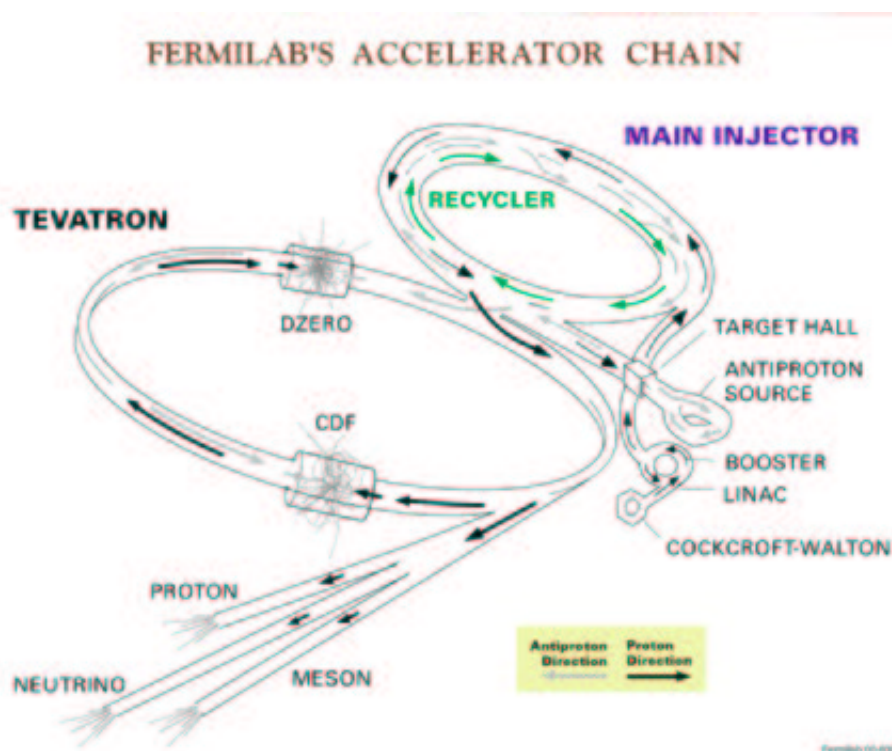 FERMILAB'S ACCELERATOR CHAIN
MAIN INJECTOR
RECYCLER
TEVATRON
DZERO
TARGET HALL
ANTIPROTON
SOURCE
CDF
BOOSTER
LINAC
COCKCROFT-WALTON
PROTON
NEUTRINO
MESON
Antiproton Proton
Direction Direction